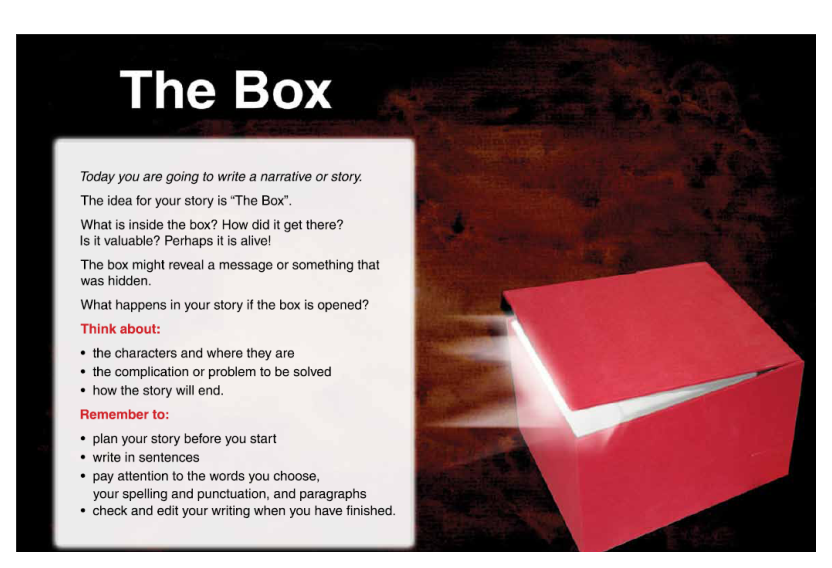 The Box
Today you are going to write a narrative or story.
The idea for your story is “The Box”.
What is inside the box? How did it get there?
Is it valuable? Perhaps it is alive!
The box might reveal a message or something that
was hidden.
What happens in your story if the box is opened?
Think about:
• the characters and where they are
• the complication or problem to be solved
• how the story will end.
Remember to:
• plan your story before you start
• write in sentences
• pay attention to the words you choose,
your spelling and punctuation, and paragraphs
• check and edit your writing when you have finished.